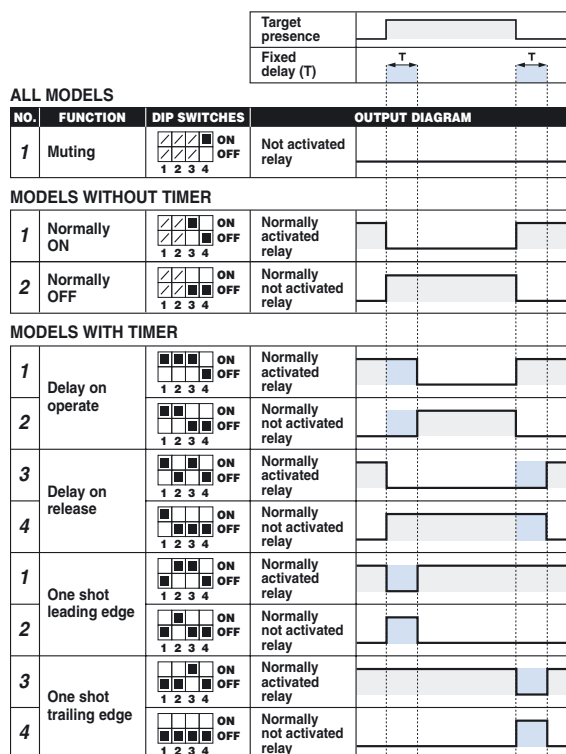 Target
presence
Fixed
delay (T)
T T
ALL MODELS
NO. FUNCTION DIP SWITCHES OUTPUT DIAGRAM
1 Muting
ON
OFF
1 2 3 4
Not activated
relay
MODELS WITHOUT TIMER
1
Normally
ON
ON
OFF
1 2 3 4
Normally
activated
relay
2
Normally
OFF
ON
OFF
1 2 3 4
Normally
not activated
relay
MODELS WITH TIMER
Delay on
operate
1
ON
OFF
1 2 3 4
Normally
activated
relay
2
ON
OFF
1 2 3 4
Normally
not activated
relay
Delay on
release
3
ON
OFF
1 2 3 4
Normally
activated
relay
4
ON
OFF
1 2 3 4
Normally
not activated
relay
One shot
leading edge
1
ON
OFF
1 2 3 4
Normally
activated
relay
2
ON
OFF
1 2 3 4
Normally
not activated
relay
One shot
trailing edge
3
ON
OFF
1 2 3 4
Normally
activated
relay
4
ON
OFF
1 2 3 4
Normally
not activated
relay